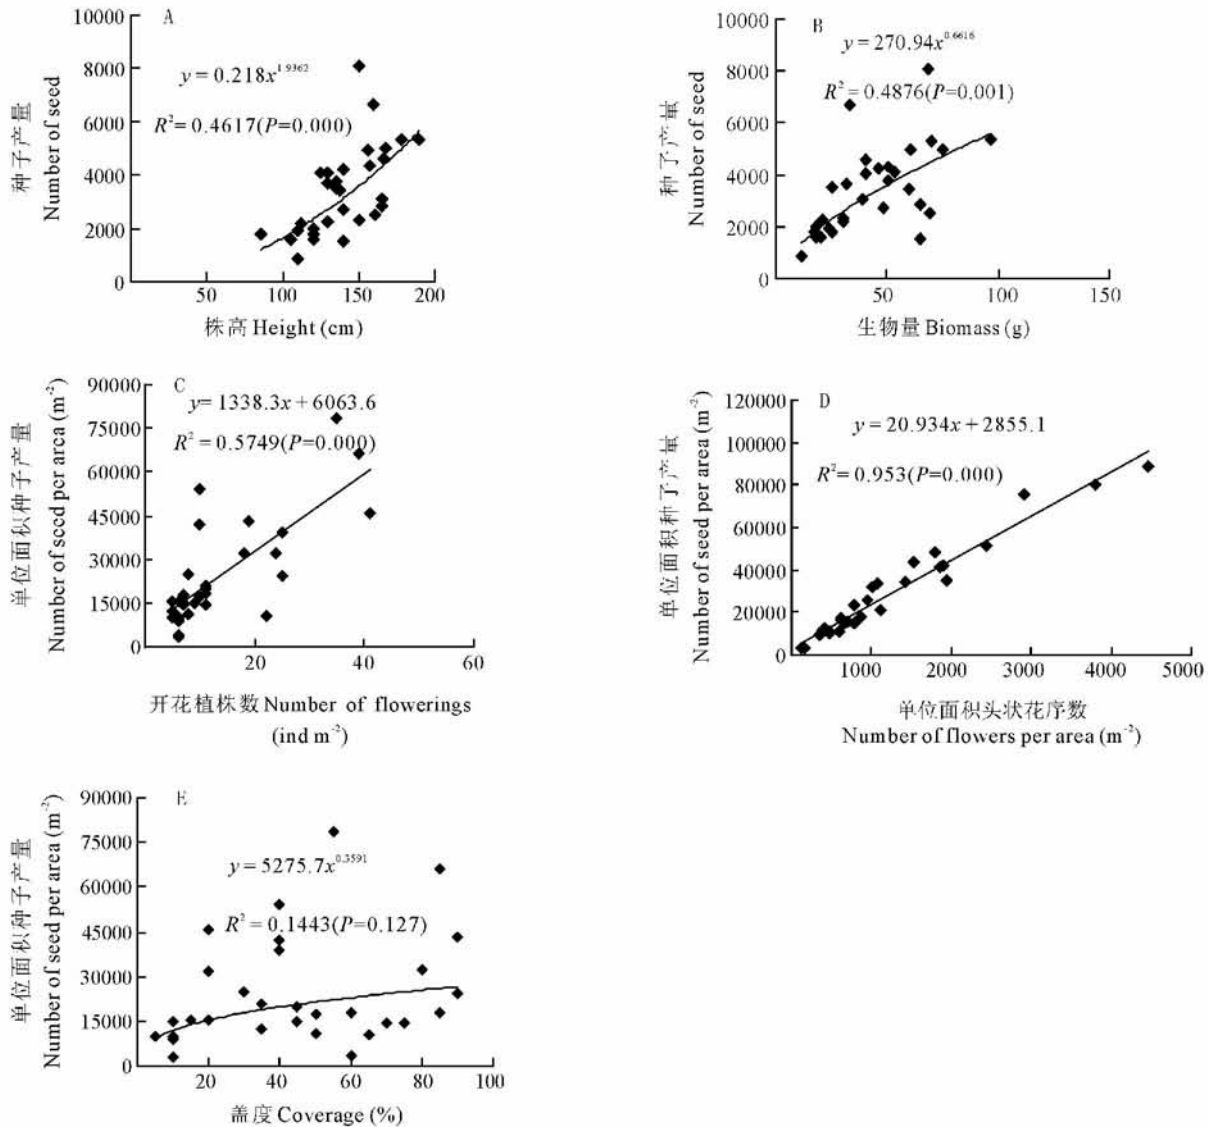 A
y = 0.218x^1.9362
R² = 0.4617(P=0.000)
10000
8000
6000
4000
2000
0
50
100
150
200
种子产量
Number of seed
株高 Height (cm)
B
y = 270.94x^0.6616
R² = 0.4876(P=0.001)
10000
8000
6000
4000
2000
0
50
100
150
种子产量
Number of seed
生物量 Biomass (g)
C
y= 1338.3x + 6063.6
R² = 0.5749(P=0.000)
90000
75000
60000
45000
30000
15000
0
20
40
60
单位面积种子产量
Number of seed per area (m⁻²)
开花植株数 Number of flowerings
(ind m⁻²)
D
y = 20.934x + 2855.1
R² = 0.953(P=0.000)
120000
100000
80000
60000
40000
20000
0
1000
2000
3000
4000
5000
单位面积种子产量
Number of seed per area (m⁻²)
单位面积头状花序数
Number of flowers per area (m⁻²)
E
y = 5275.7x^0.3591
R² = 0.1443(P=0.127)
90000
75000
60000
45000
30000
15000
0
20
40
60
80
100
单位面积种子产量
Number of seed per area (m⁻²)
盖度 Coverage (%)